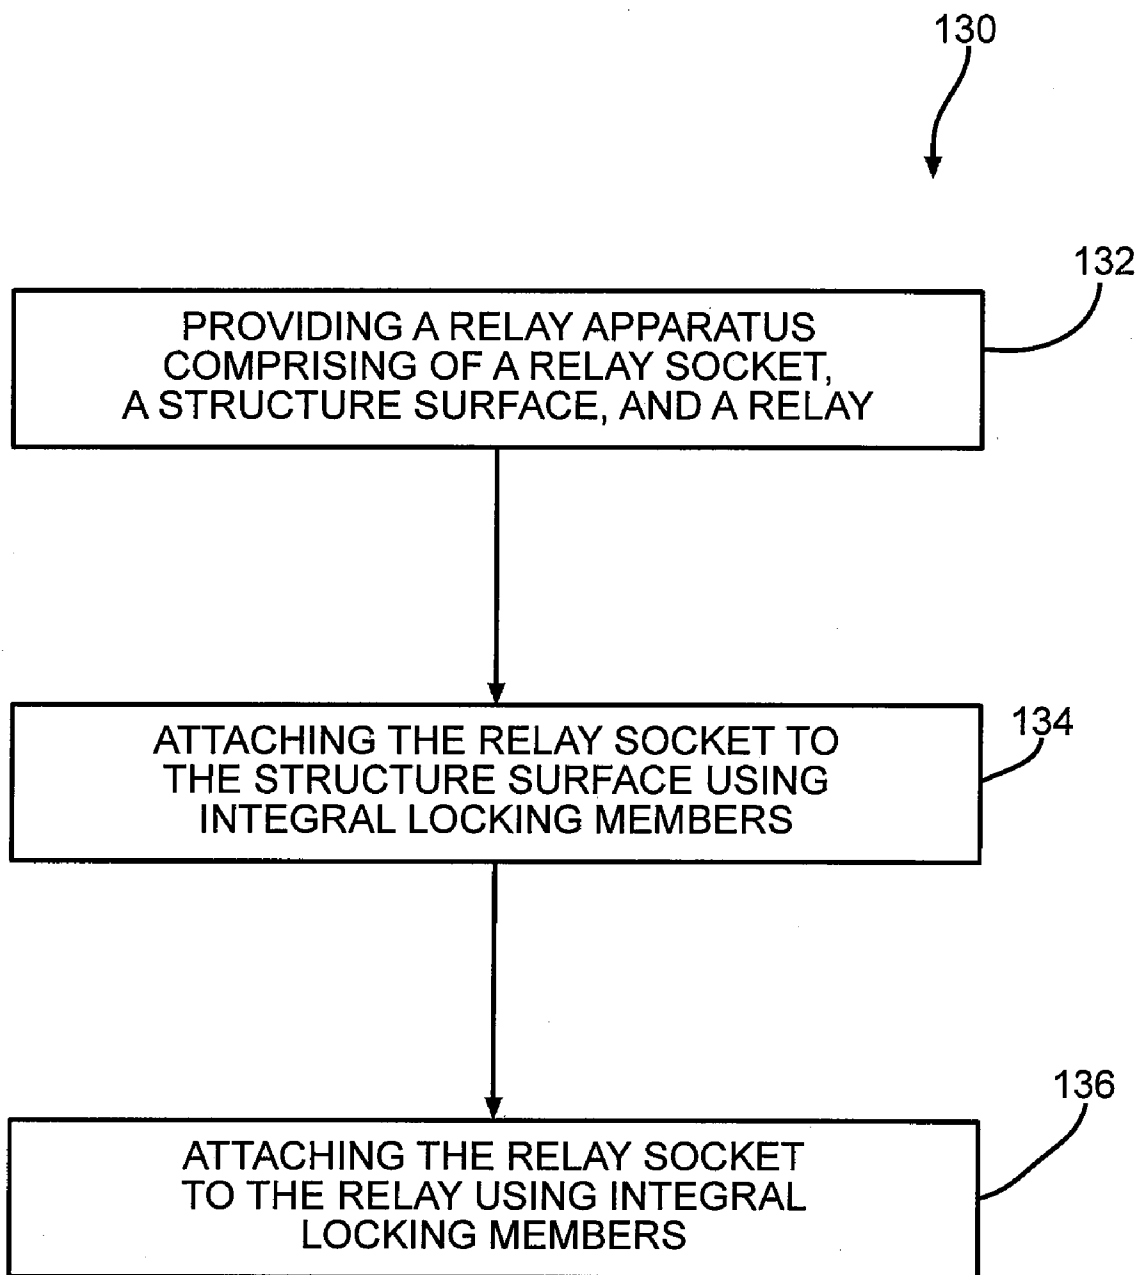 130
132
PROVIDING A RELAY APPARATUS
COMPRISING OF A RELAY SOCKET,
A STRUCTURE SURFACE, AND A RELAY
134
ATTACHING THE RELAY SOCKET TO
THE STRUCTURE SURFACE USING
INTEGRAL LOCKING MEMBERS
136
ATTACHING THE RELAY SOCKET
TO THE RELAY USING INTEGRAL
LOCKING MEMBERS